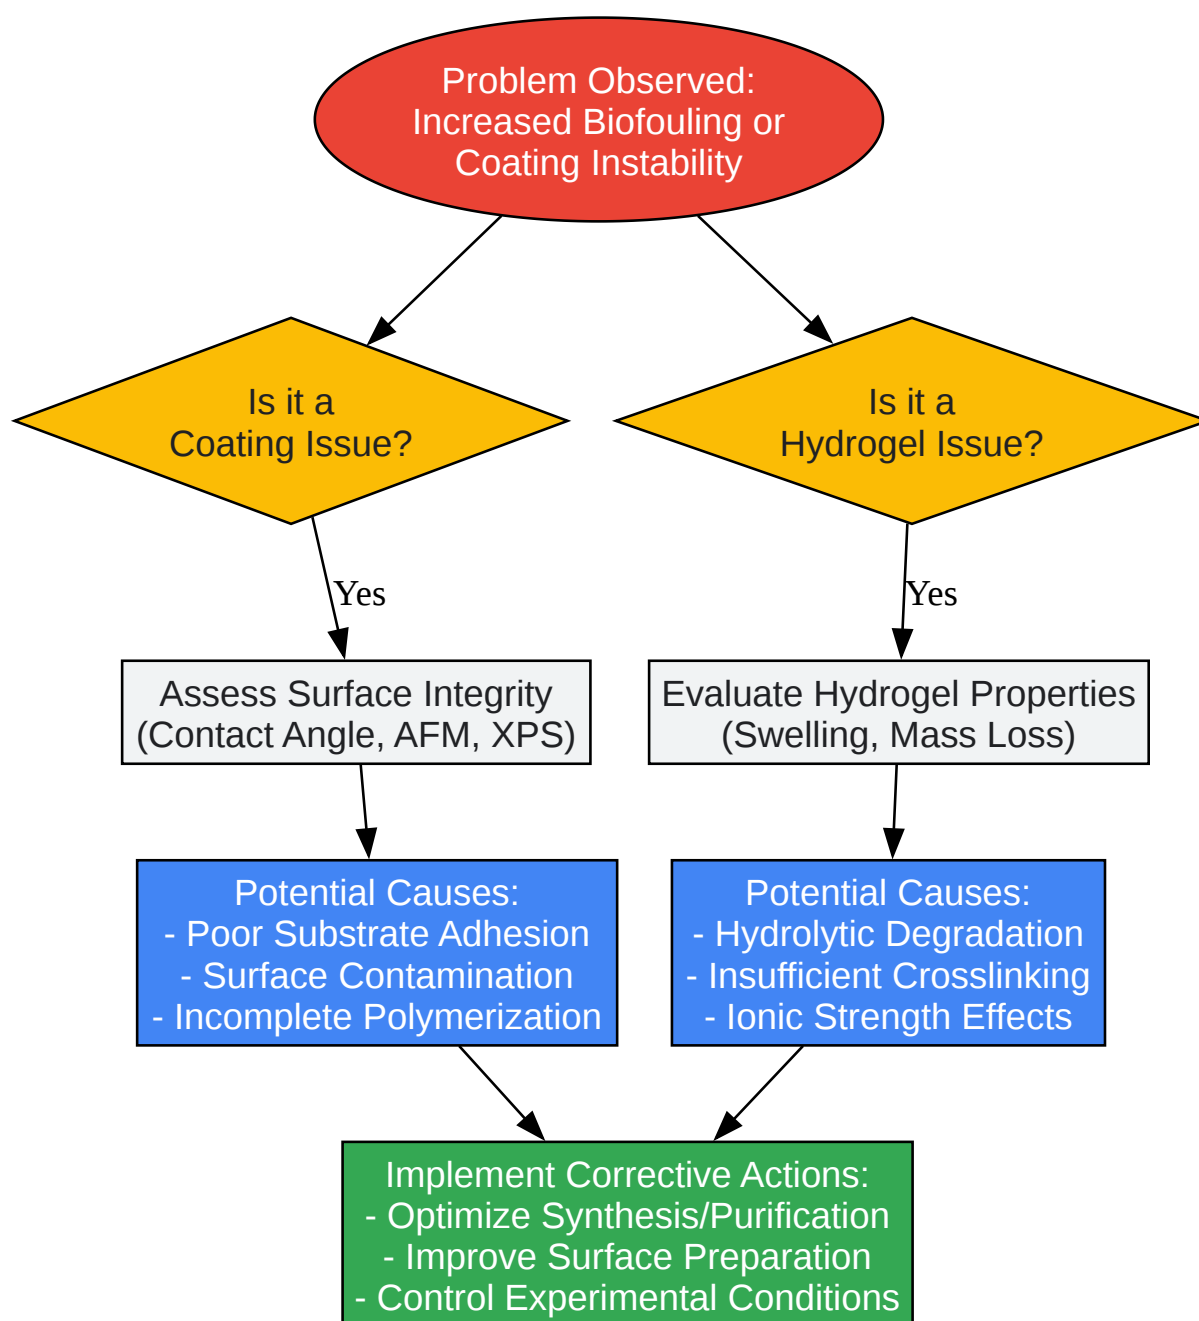 Problem Observed:
Increased Biofouling or
Coating Instability
Is it a
Coating Issue?
Is it a
Hydrogel Issue?
Yes
Yes
Assess Surface Integrity
(Contact Angle, AFM, XPS)
Evaluate Hydrogel Properties
(Swelling, Mass Loss)
Potential Causes:
- Poor Substrate Adhesion
- Surface Contamination
- Incomplete Polymerization
Potential Causes:
- Hydrolytic Degradation
- Insufficient Crosslinking
- Ionic Strength Effects
Implement Corrective Actions:
- Optimize Synthesis/Purification
- Improve Surface Preparation
- Control Experimental Conditions